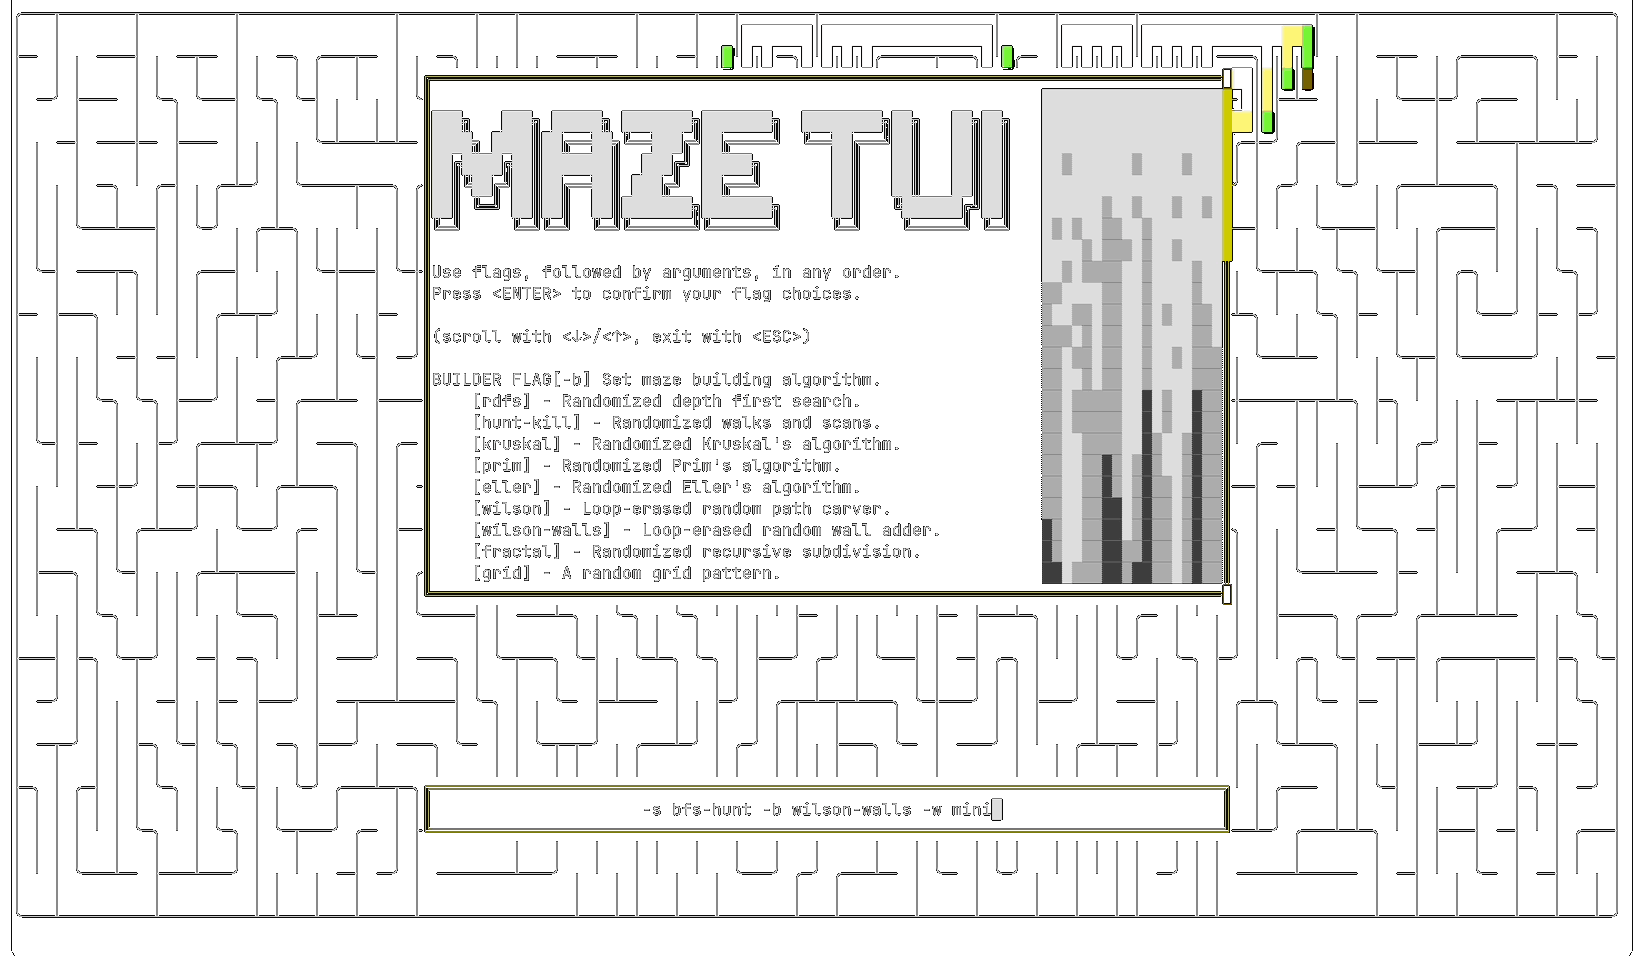 MAZE TUI
Use flags, followed by arguments, in any order.
Press <ENTER> to confirm your flag choices.
(scroll with <↓>/<↑>, exit with <ESC>)
BUILDER FLAG[-b] Set maze building algorithm.
[rdfs] - Randomized depth first search.
[hunt-kill] - Randomized walks and scans.
[kruskal] - Randomized Kruskal's algorithm.
[prim] - Randomized Prim's algorithm.
[eller] - Randomized Eller's algorithm.
[wilson] - Loop-erased random path carver.
[wilson-walls] - Loop-erased random wall adder.
[fractal] - Randomized recursive subdivision.
[grid] - A random grid pattern.
-s bfs-hunt -b wilson-walls -w mini